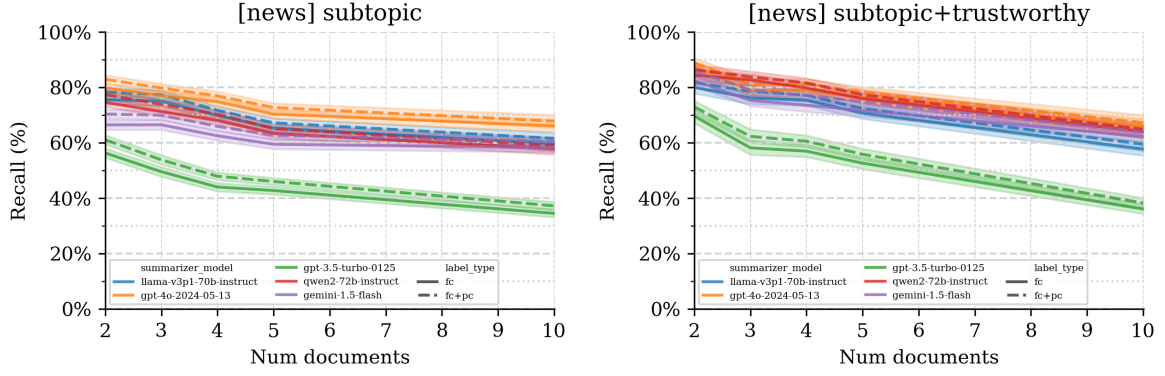 [news] subtopic
100%
80%
60%
40%
20%
0%
Recall (%)
2 3 4 5 6 7 8 9 10
Num documents
summarizer_model
llama-v3p1-70b-instruct
gpt-4o-2024-05-13
gpt-3.5-turbo-0125
qwen2-72b-instruct
gemini-1.5-flash
label_type
fc
fc+pc
[news] subtopic+trustworthy
100%
80%
60%
40%
20%
0%
Recall (%)
2 3 4 5 6 7 8 9 10
Num documents
summarizer_model
llama-v3p1-70b-instruct
gpt-4o-2024-05-13
gpt-3.5-turbo-0125
qwen2-72b-instruct
gemini-1.5-flash
label_type
fc
fc+pc